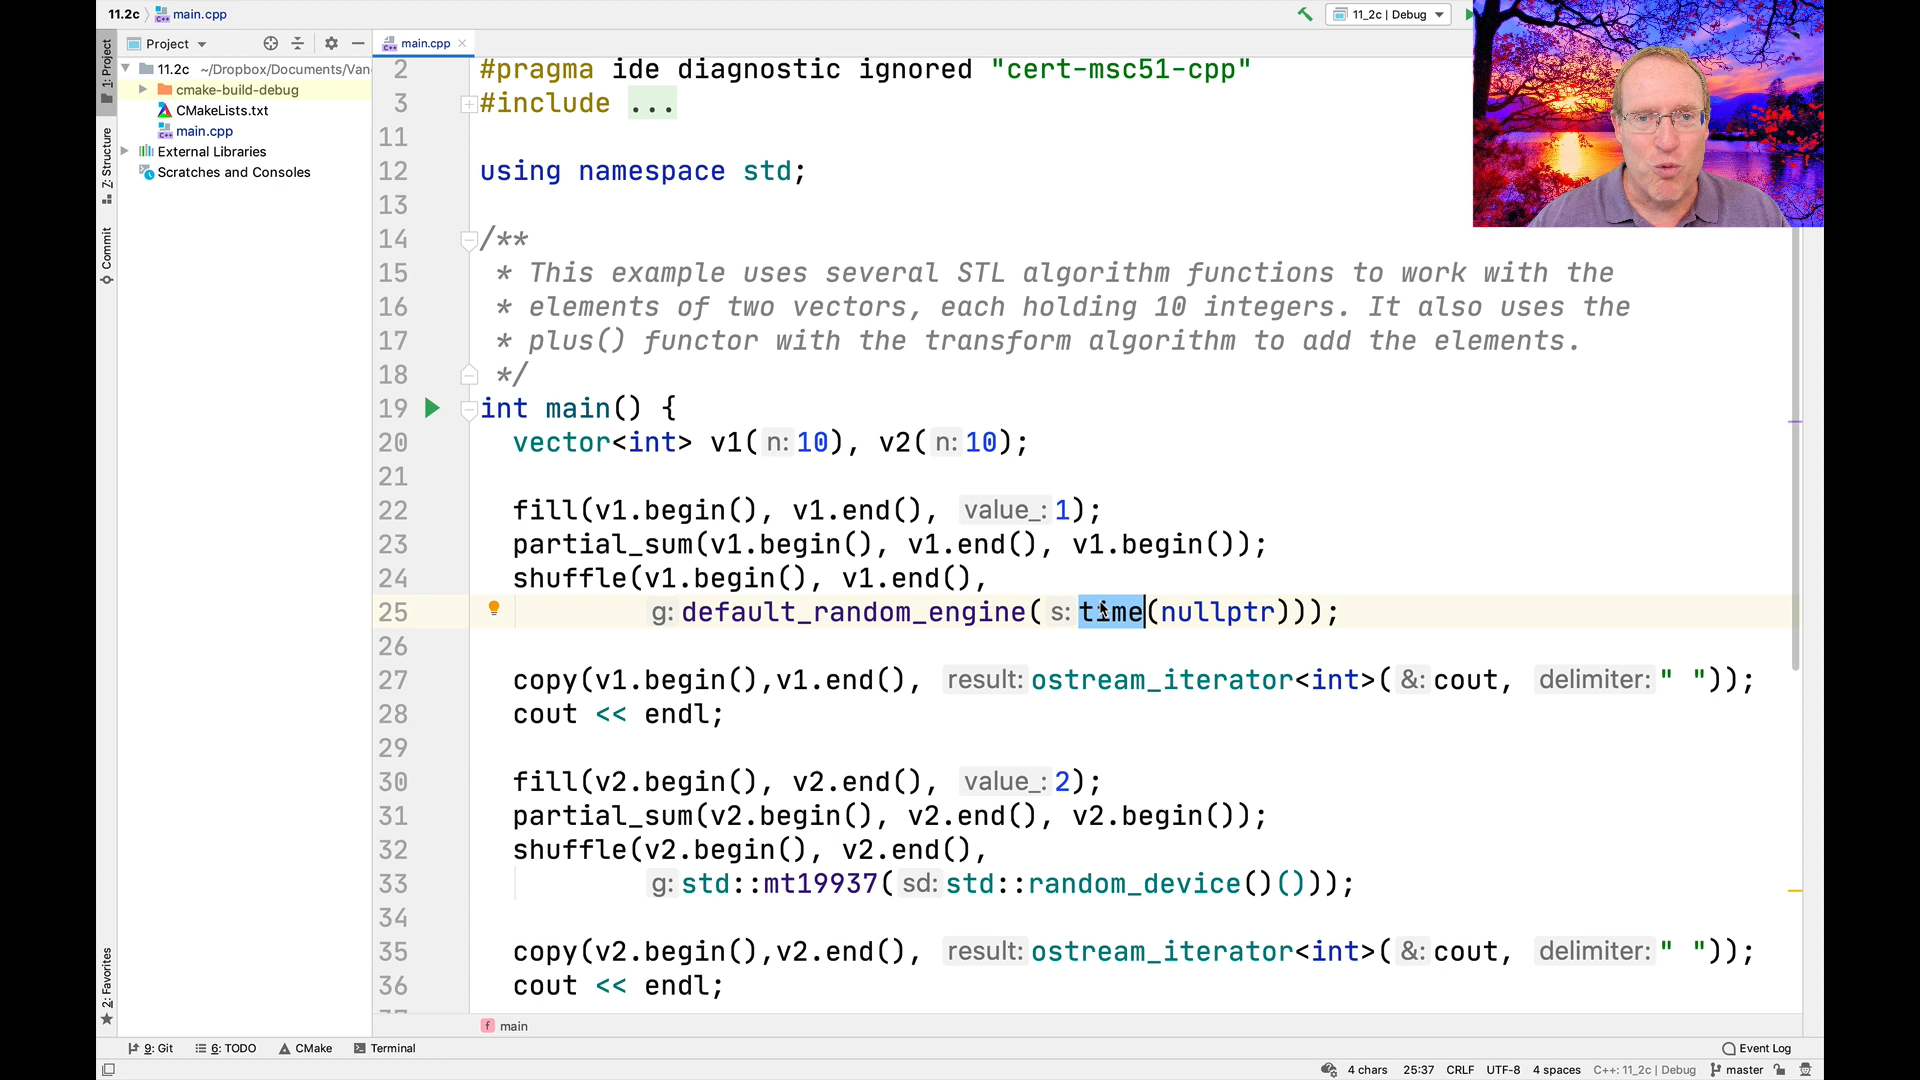 11.2c main.cpp
11_2c | Debug
Project
main.cpp
1: Project
11.2c ~/Dropbox/Documents/Van
cmake-build-debug
CMakeLists.txt
main.cpp
External Libraries
Scratches and Consoles
Z: Structure
Commit
2: Favorites
2 #pragma ide diagnostic ignored "cert-msc51-cpp"
3 #include ...
11
12 using namespace std;
13
14 /**
15 * This example uses several STL algorithm functions to work with the
16 * elements of two vectors, each holding 10 integers. It also uses the
17 * plus() functor with the transform algorithm to add the elements.
18 */
19 int main() {
20 vector<int> v1( n: 10), v2( n: 10);
21
22 fill(v1.begin(), v1.end(), value_: 1);
23 partial_sum(v1.begin(), v1.end(), v1.begin());
24 shuffle(v1.begin(), v1.end(),
25 g: default_random_engine( s: time(nullptr)));
26
27 copy(v1.begin(),v1.end(), result: ostream_iterator<int>( &: cout, delimiter: " "));
28 cout << endl;
29
30 fill(v2.begin(), v2.end(), value_: 2);
31 partial_sum(v2.begin(), v2.end(), v2.begin());
32 shuffle(v2.begin(), v2.end(),
33 g: std::mt19937( sd: std::random_device()()));
34
35 copy(v2.begin(),v2.end(), result: ostream_iterator<int>( &: cout, delimiter: " "));
36 cout << endl;
f main
9: Git 6: TODO CMake Terminal Event Log
4 chars 25:37 CRLF UTF-8 4 spaces C++: 11_2c | Debug master